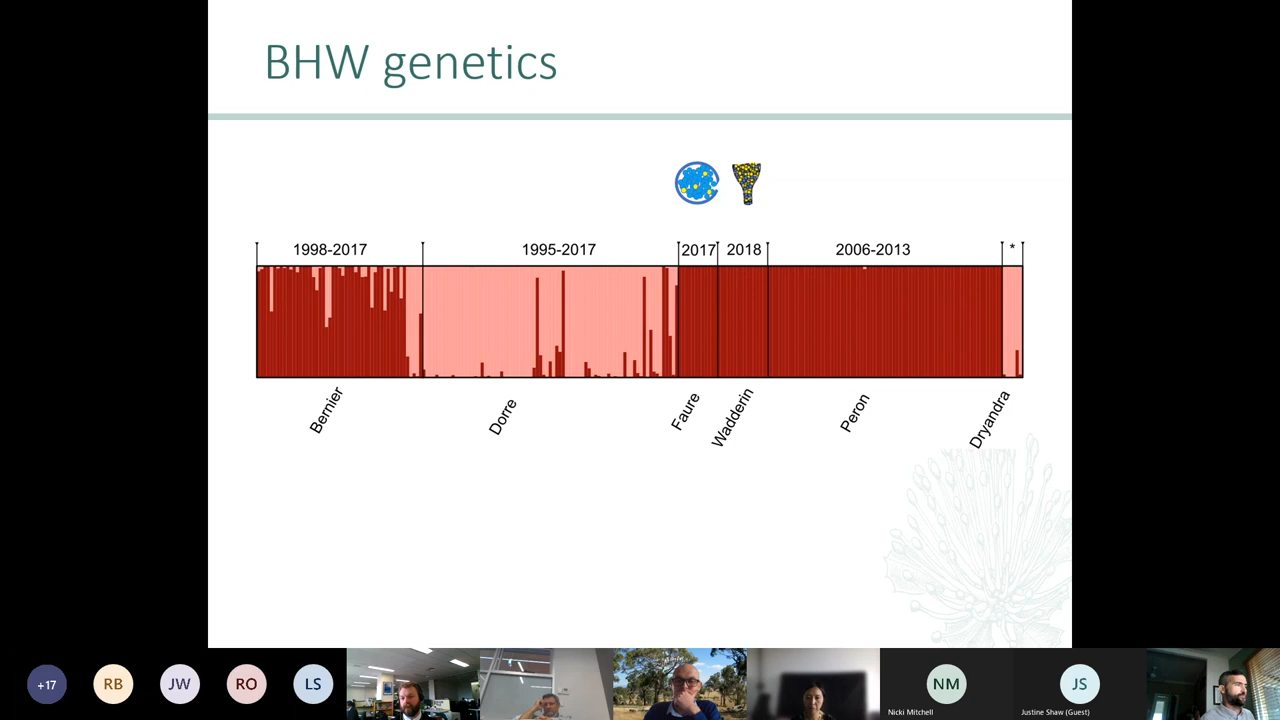 BHW genetics
1998-2017
1995-2017
2017
2018
2006-2013
*
Bernier
Dorre
Faure
Wadderin
Peron
Dryandra
+17
RB
JW
RO
LS
NM
Nicki Mitchell
JS
Justine Shaw (Guest)